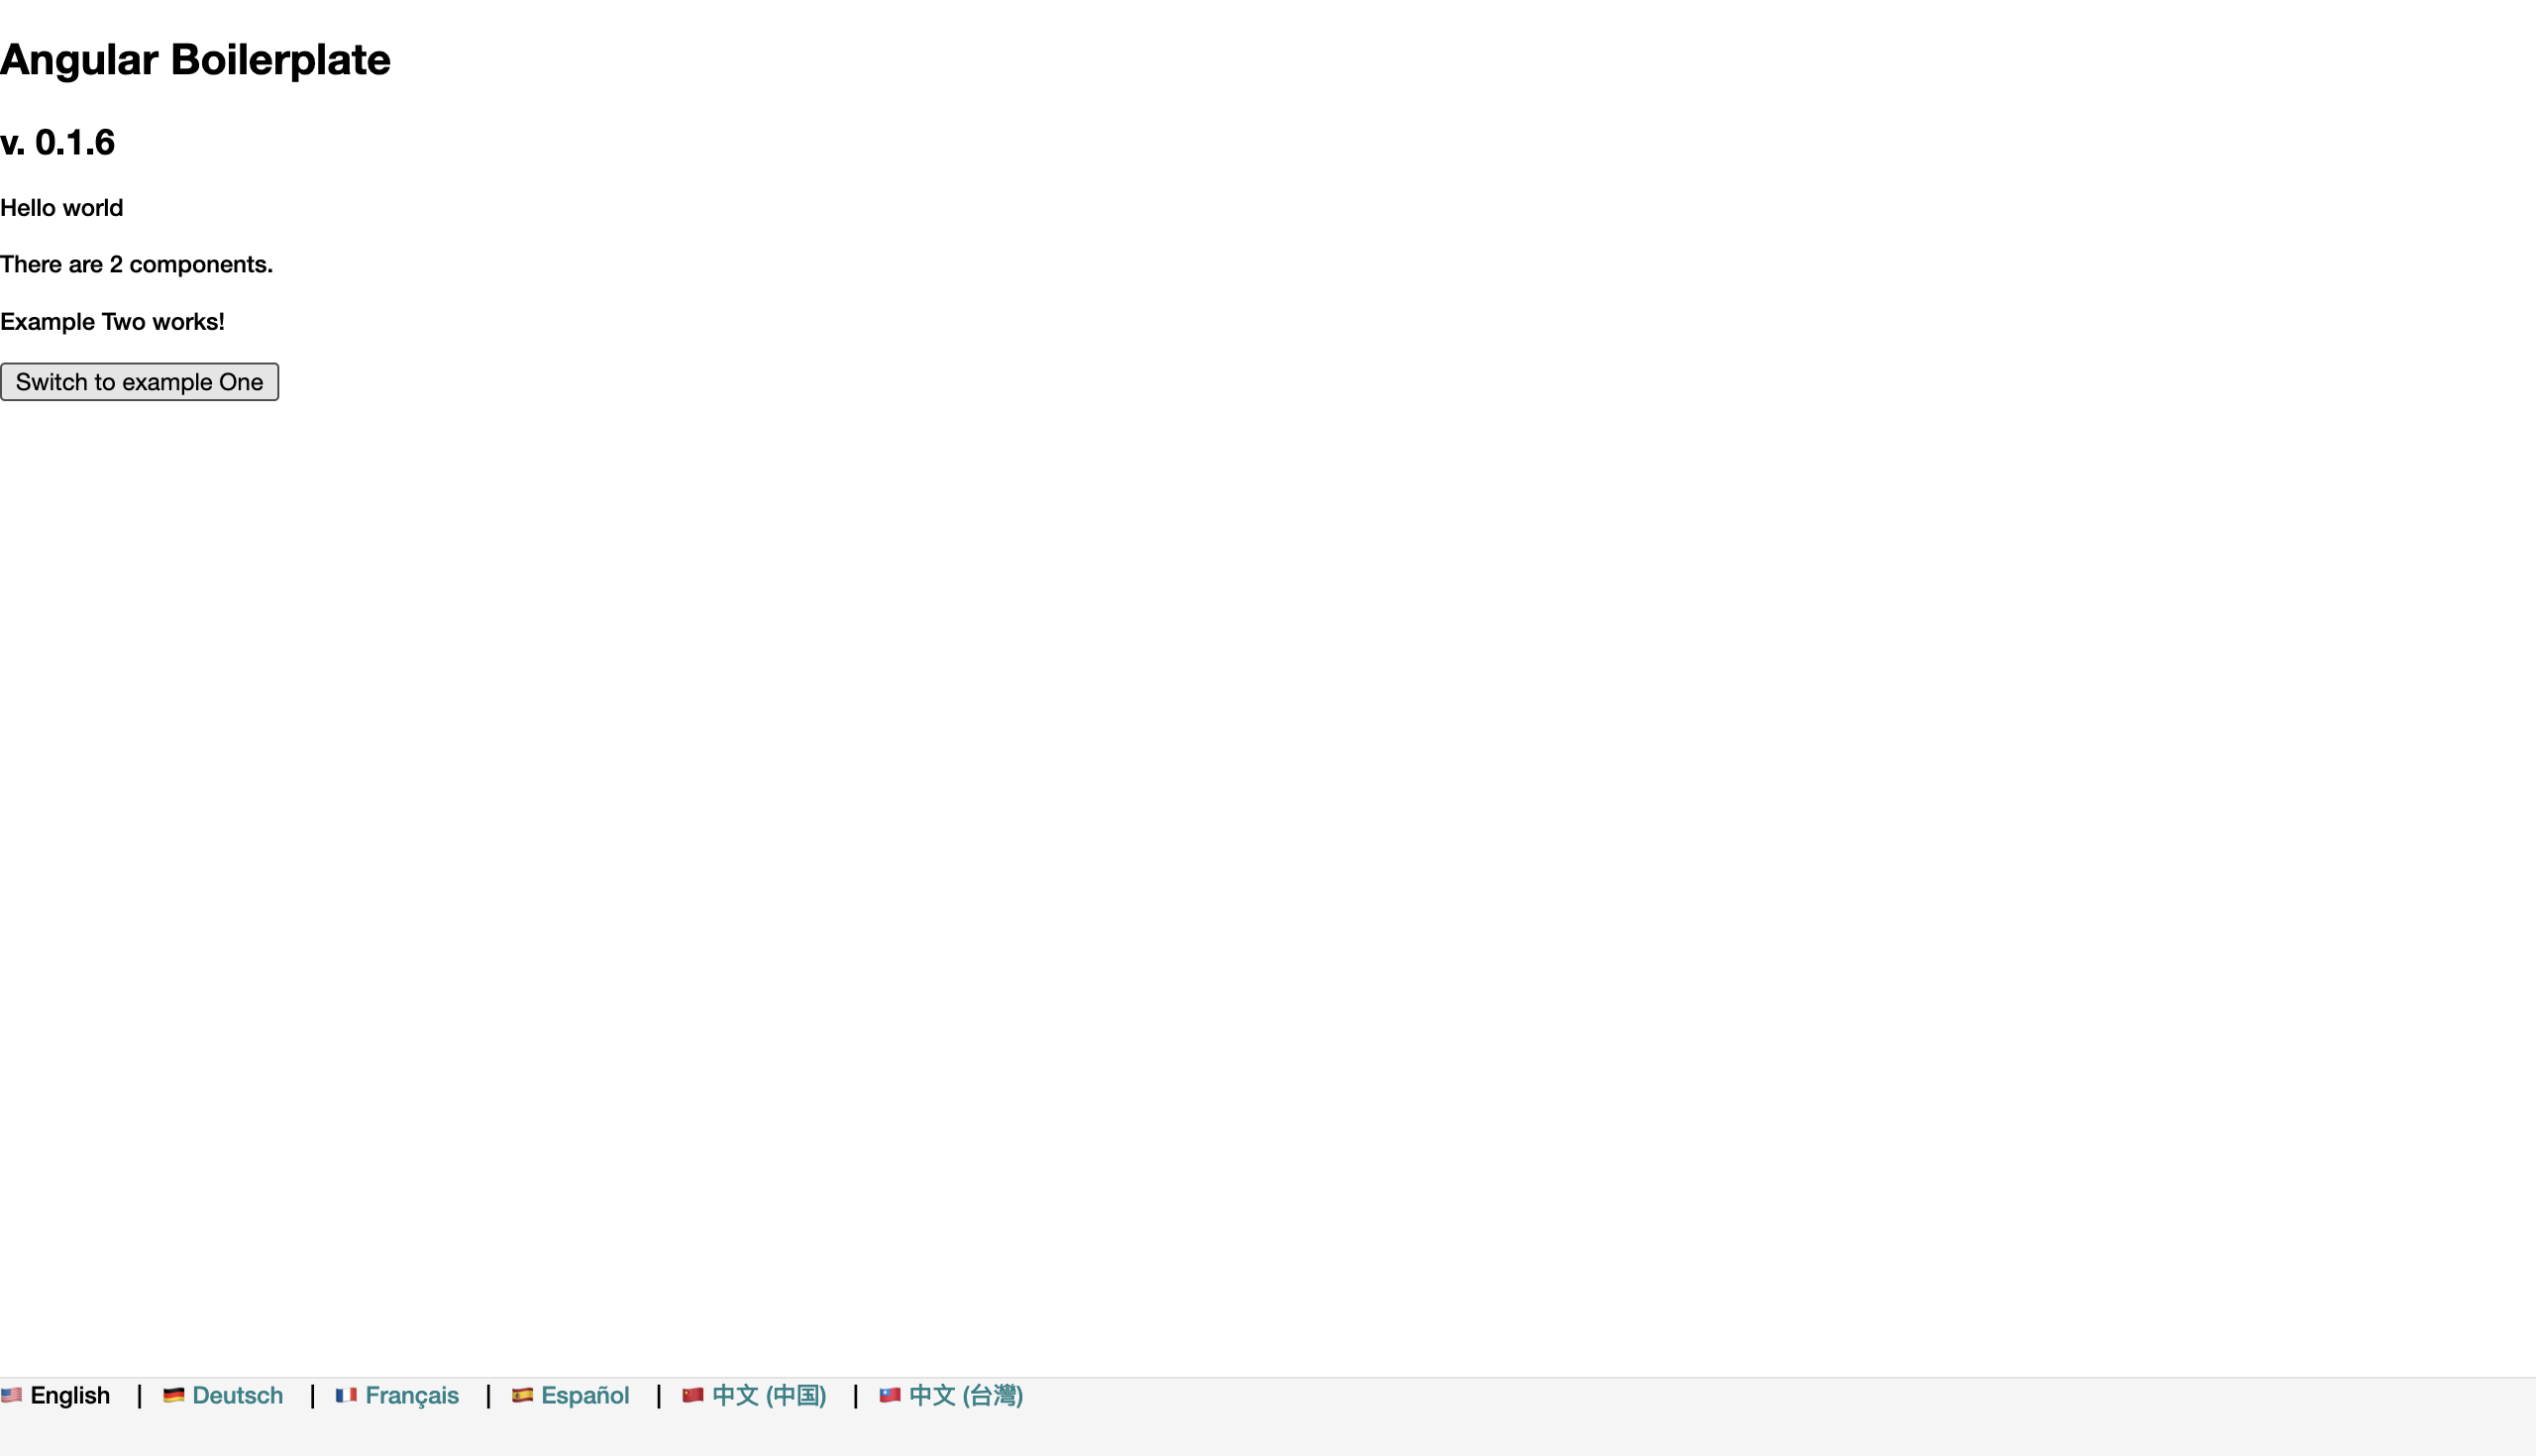 Angular Boilerplate
v. 0.1.6
Hello world
There are 2 components.
Example Two works!
Switch to example One
🇺🇸 English | 🇩🇪 Deutsch | 🇫🇷 Français | 🇪🇸 Español | 🇨🇳 中文 (中国) | 🇹🇼 中文 (台灣)